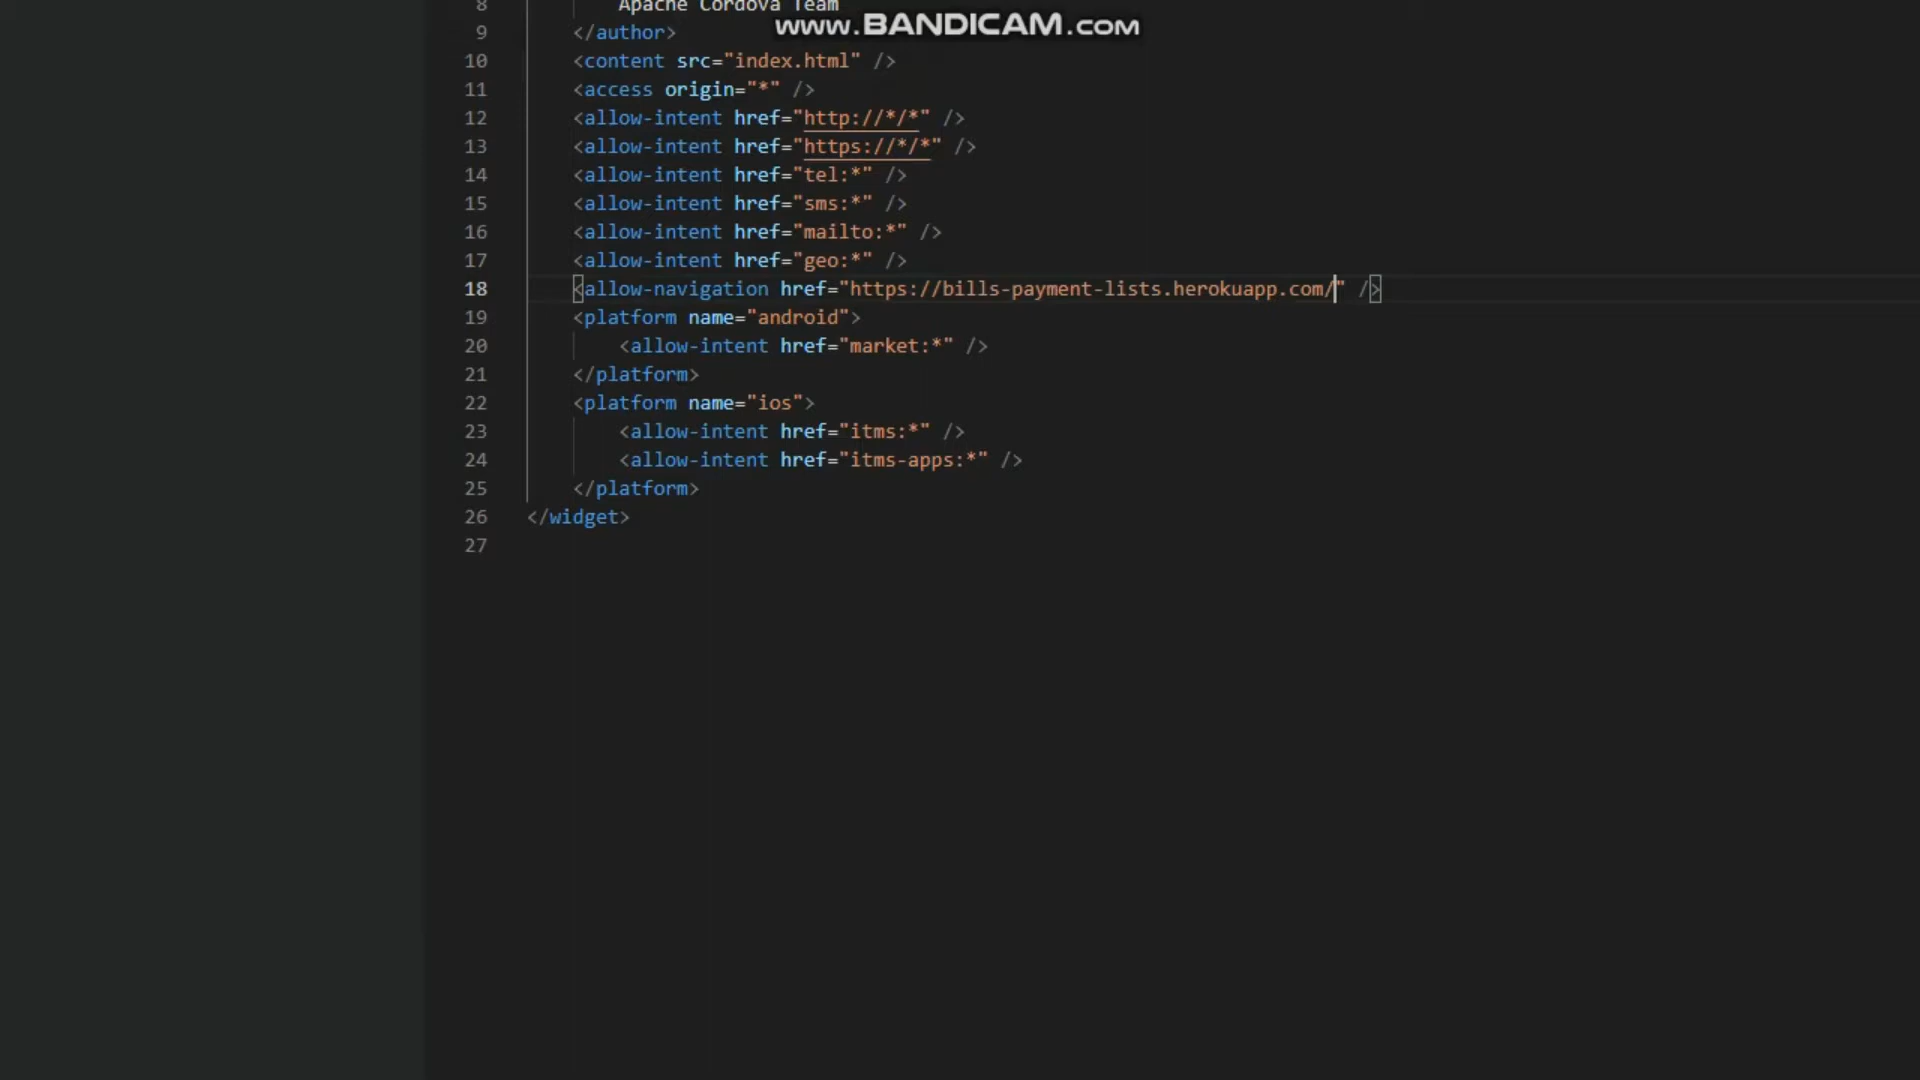 8 Apache Cordova Team
www.BANDICAM.com
9 </author>
10 <content src="index.html" />
11 <access origin="*" />
12 <allow-intent href="http://*/*" />
13 <allow-intent href="https://*/*" />
14 <allow-intent href="tel:*" />
15 <allow-intent href="sms:*" />
16 <allow-intent href="mailto:*" />
17 <allow-intent href="geo:*" />
18 <allow-navigation href="https://bills-payment-lists.herokuapp.com/" />
19 <platform name="android">
20 <allow-intent href="market:*" />
21 </platform>
22 <platform name="ios">
23 <allow-intent href="itms:*" />
24 <allow-intent href="itms-apps:*" />
25 </platform>
26 </widget>
27